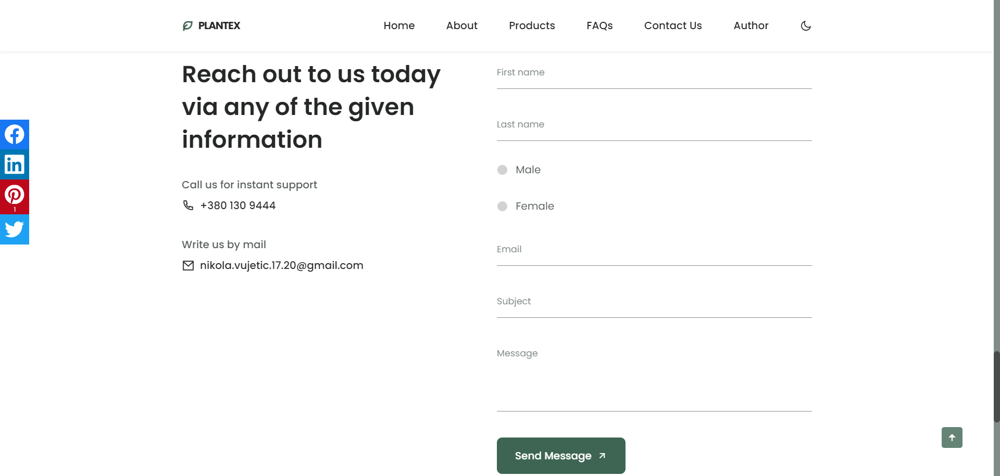 PLANTEX
Home
About
Products
FAQs
Contact Us
Author
Reach out to us today
via any of the given
information
Call us for instant support
+380 130 9444
Write us by mail
nikola.vujetic.17.20@gmail.com
First name
Last name
Male
Female
Email
Subject
Message
Send Message
in
1